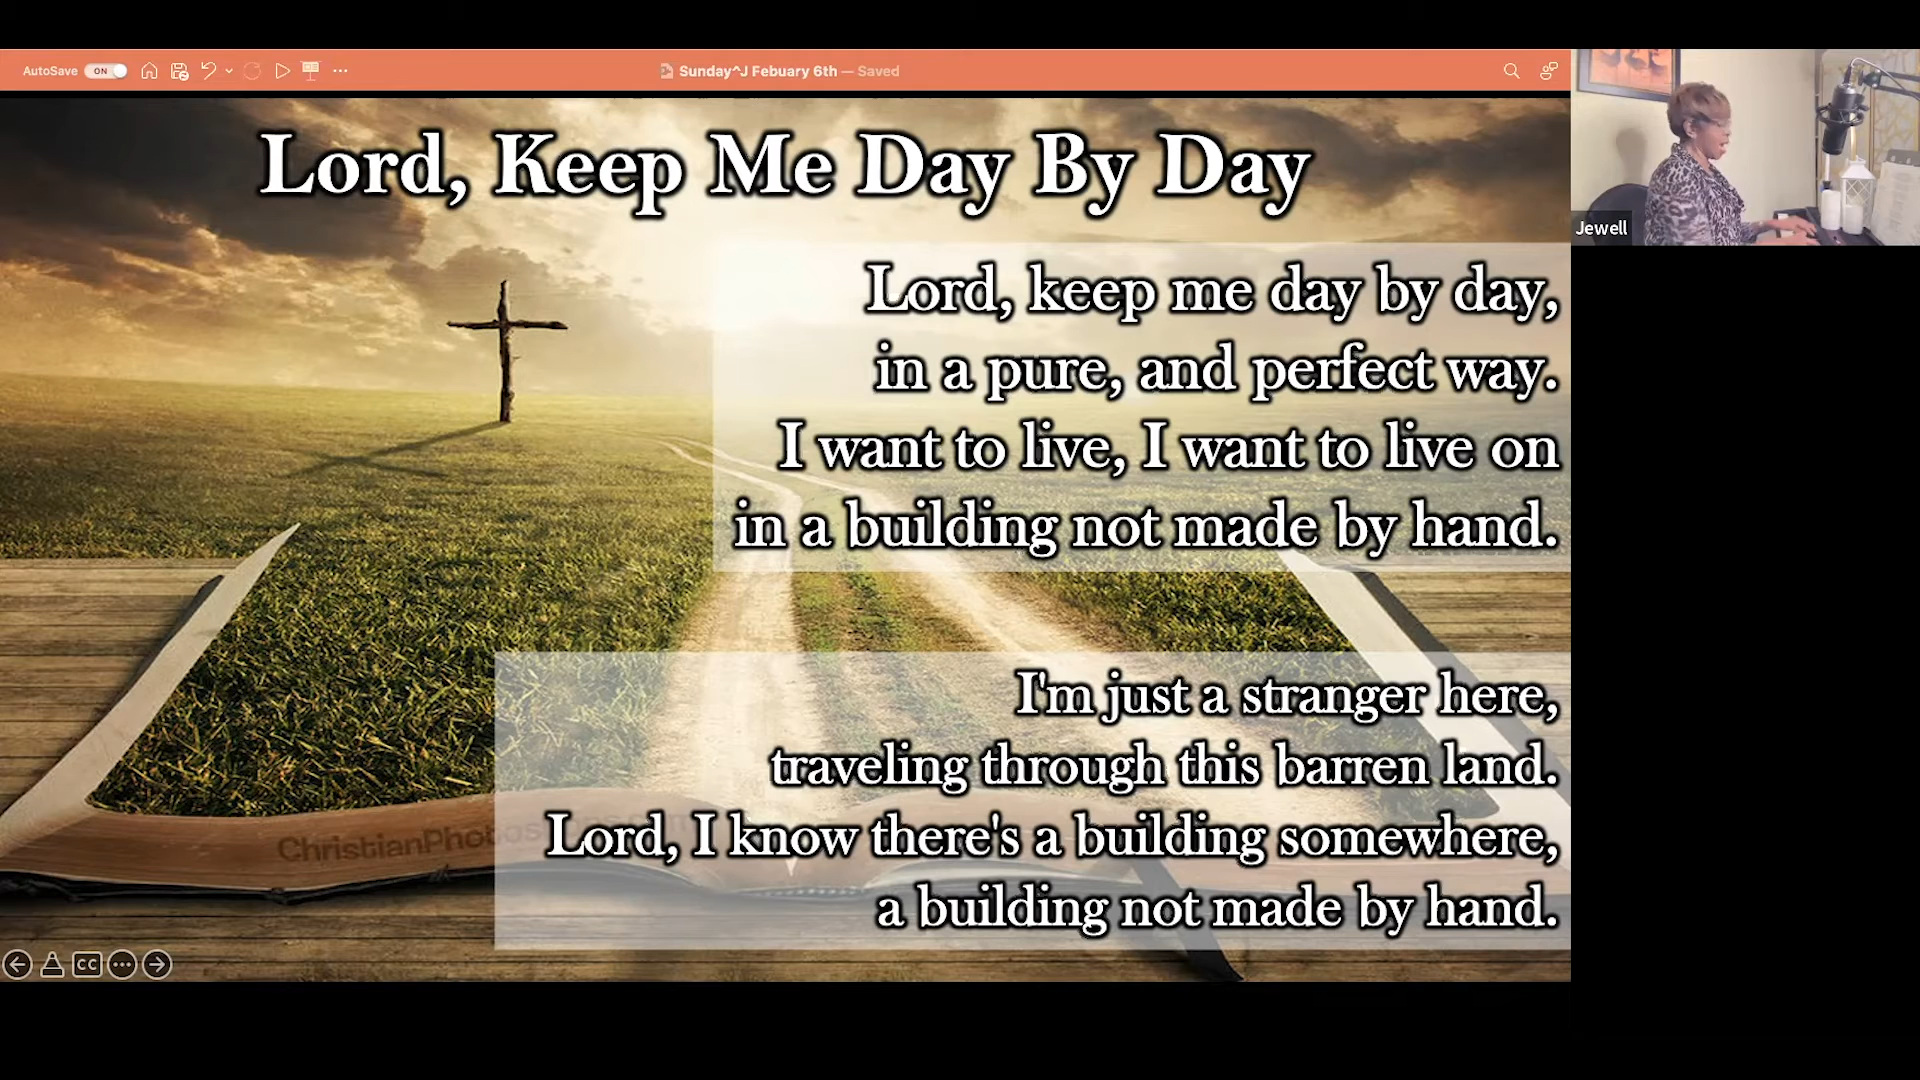 AutoSave ON Sunday^J Febuary 6th — Saved
Lord, Keep Me Day By Day
Jewell
Lord, keep me day by day,
in a pure, and perfect way.
I want to live, I want to live on
in a building not made by hand.
I'm just a stranger here,
traveling through this barren land.
Lord, I know there's a building somewhere,
a building not made by hand.
CC